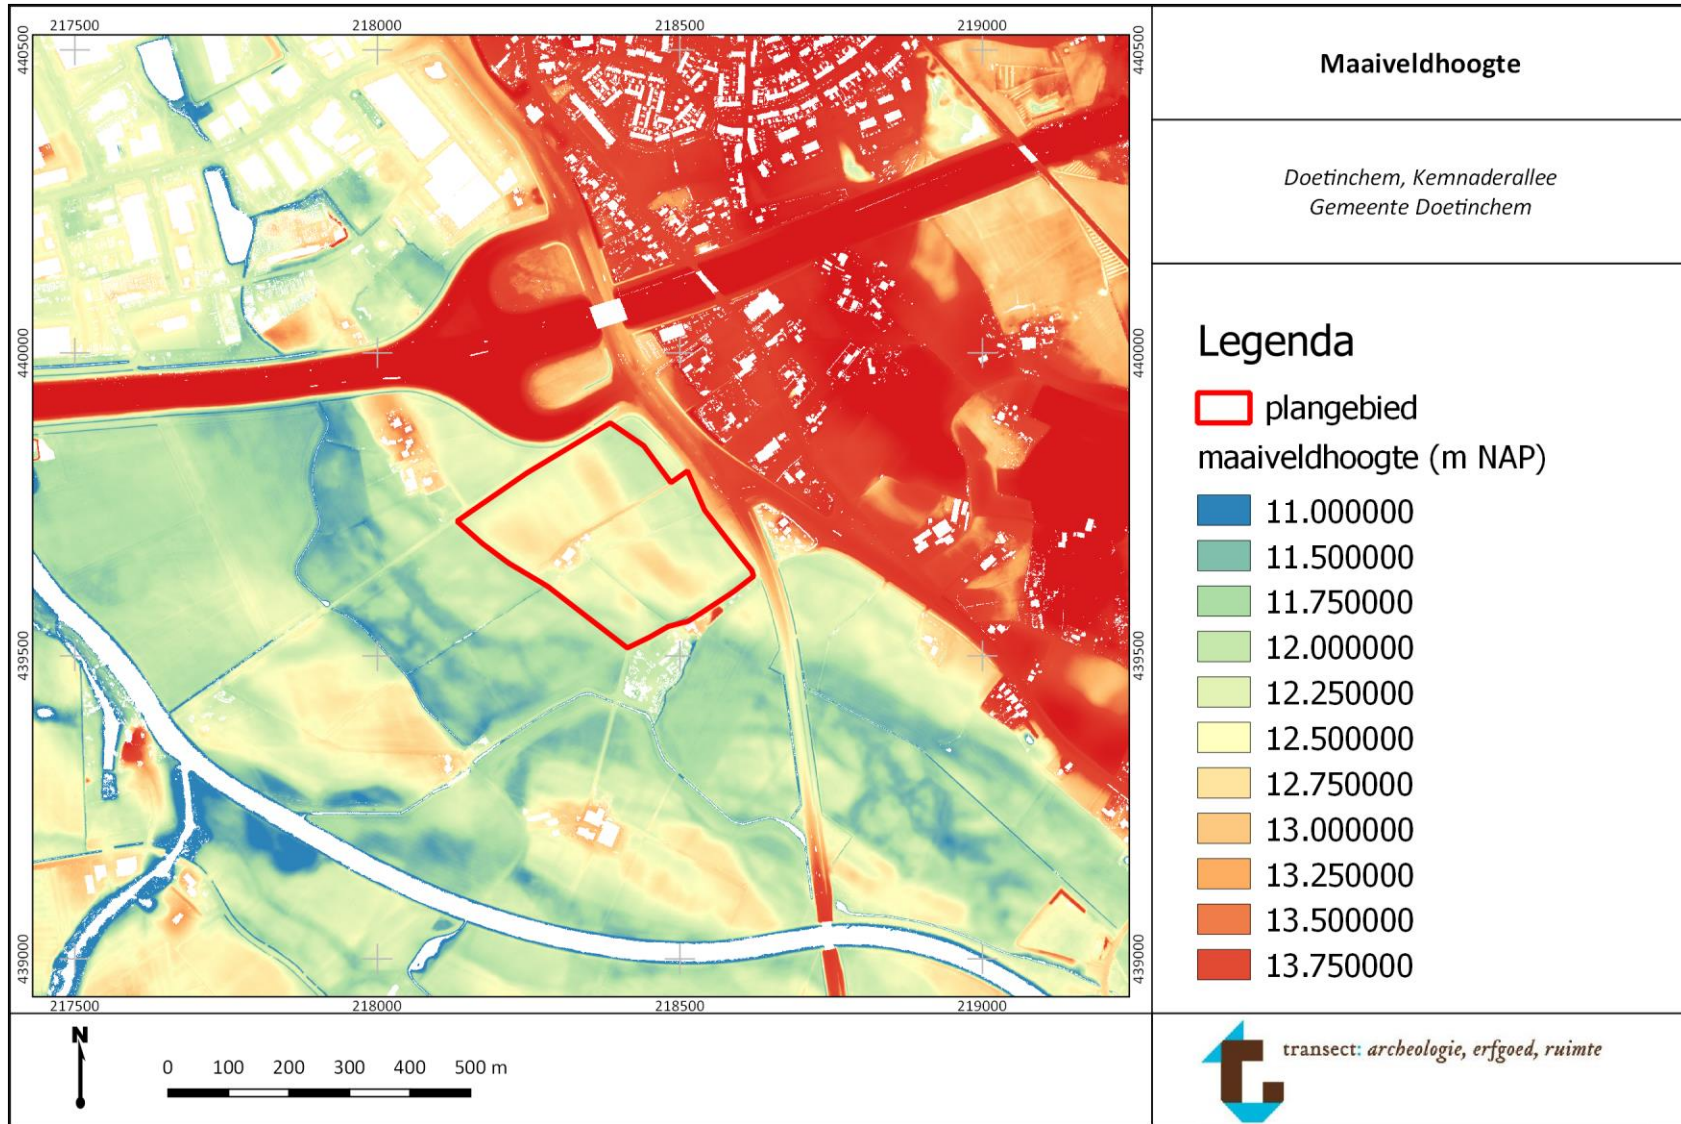 217500 218000 218500 219000
440500 440500
440000 440000
439500 439500
439000 439000
217500 218000 218500 219000
N
0 100 200 300 400 500 m
Maaiveldhoogte
Doetinchem, Kemnaderallee
Gemeente Doetinchem
Legenda
plangebied
maaiveldhoogte (m NAP)
11.000000
11.500000
11.750000
12.000000
12.250000
12.500000
12.750000
13.000000
13.250000
13.500000
13.750000
transect: archeologie, erfgoed, ruimte